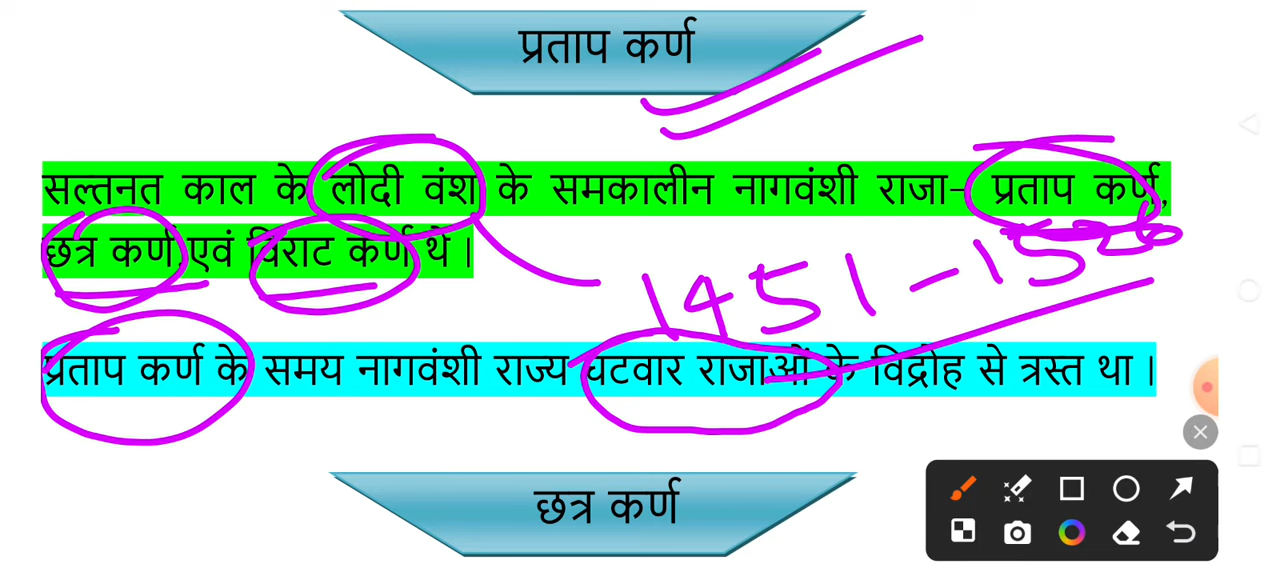 प्रताप कर्ण
सल्तनत काल के लोदी वंश के समकालीन नागवंशी राजा- प्रताप कर्ण,
छत्र कर्ण एवं विराट कर्ण थे।
1451-1526
प्रताप कर्ण के समय नागवंशी राज्य घटवार राजाओं के विद्रोह से त्रस्त था।
छत्र कर्ण